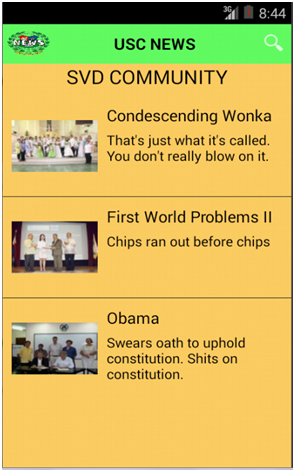 3G
8:44
NEWS
USC NEWS
SVD COMMUNITY
Condescending Wonka
That's just what it's called.
You don't really blow on it.
First World Problems II
Chips ran out before chips
Obama
Swears oath to uphold
constitution. Shits on
constitution.